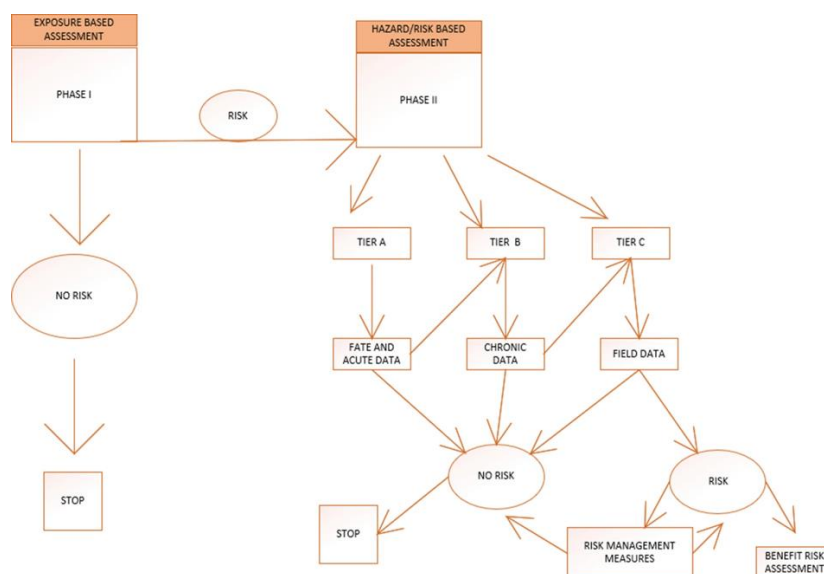 EXPOSURE BASED
ASSESSMENT
PHASE I
RISK
HAZARD/RISK BASED
ASSESSMENT
PHASE II
NO RISK
STOP
TIER A
TIER B
TIER C
FATE AND
ACUTE DATA
CHRONIC
DATA
FIELD DATA
NO RISK
RISK
STOP
RISK MANAGEMENT
MEASURES
BENEFIT RISK
ASSESSMENT